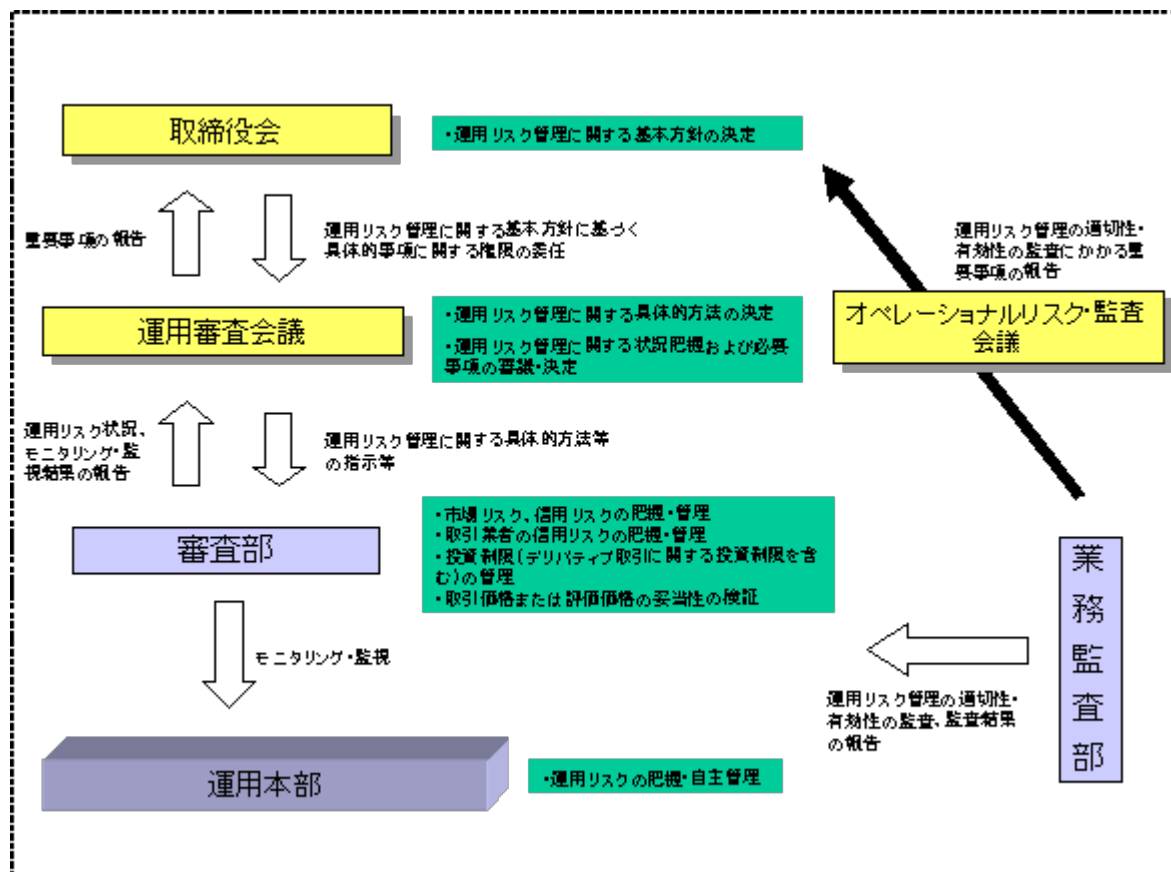 取締役会
・運用リスク管理に関する基本方針の決定
重要事項の報告
運用リスク管理に関する基本方針に基づく
具体的事項に関する権限の委任
運用リスク管理の適切性・
有効性の監査にかかる重
要事項の報告
運用審査会議
・運用リスク管理に関する具体的方法の決定
・運用リスク管理に関する状況把握および必要
事項の審議・決定
オペレーショナルリスク・監査
会議
運用リスク状況、
モニタリング・監
視結果の報告
運用リスク管理に関する具体的方法等
の指示等
審査部
・市場リスク、信用リスクの把握・管理
・取引業者の信用リスクの把握・管理
・投資制限（デリバティブ取引に関する投資制限を含
む）の管理
・取引価格または評価価格の妥当性の検証
業務監査部
モニタリング・監視
運用リスク管理の適切性・
有効性の監査、監査結果
の報告
運用本部
・運用リスクの把握・自主管理